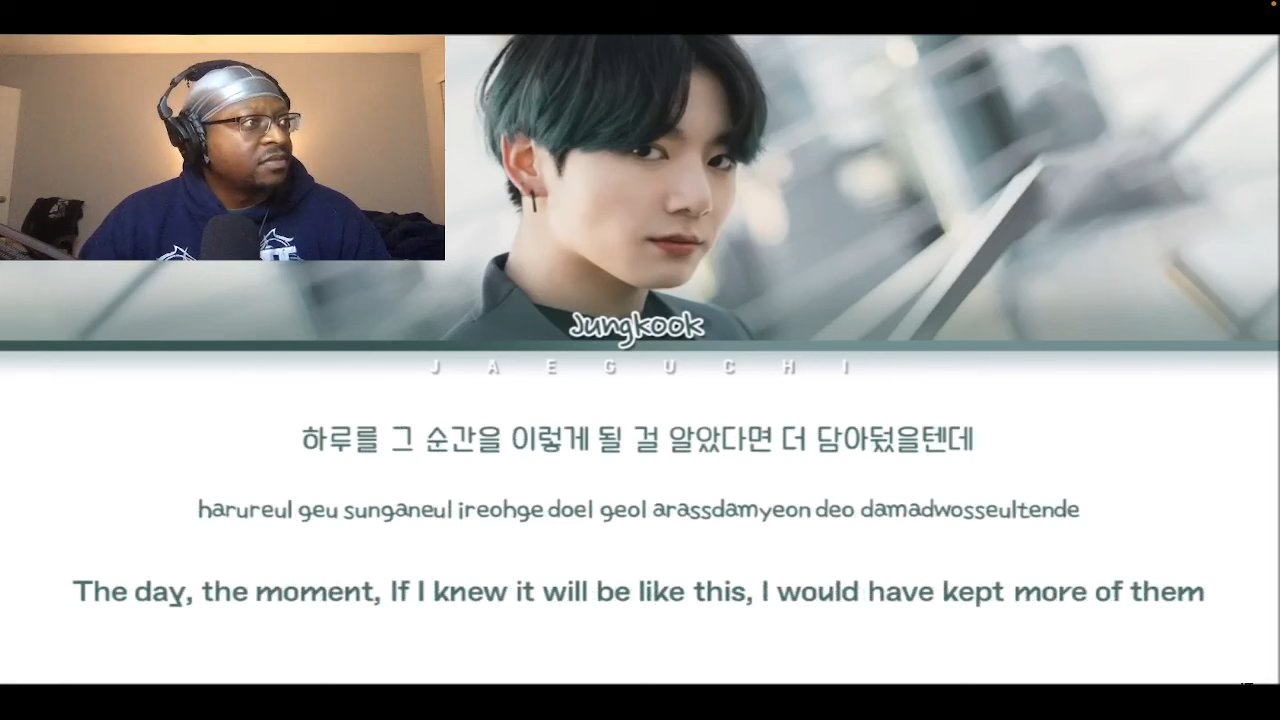 Jungkook
JAEGUCHI
하루를 그 순간을 이렇게 될 걸 알았다면 더 담아뒀을텐데
harureul geu sunganeul ireohge doel geol arassdamyeon deo damadwosseultende
The day, the moment, If I knew it will be like this, I would have kept more of them